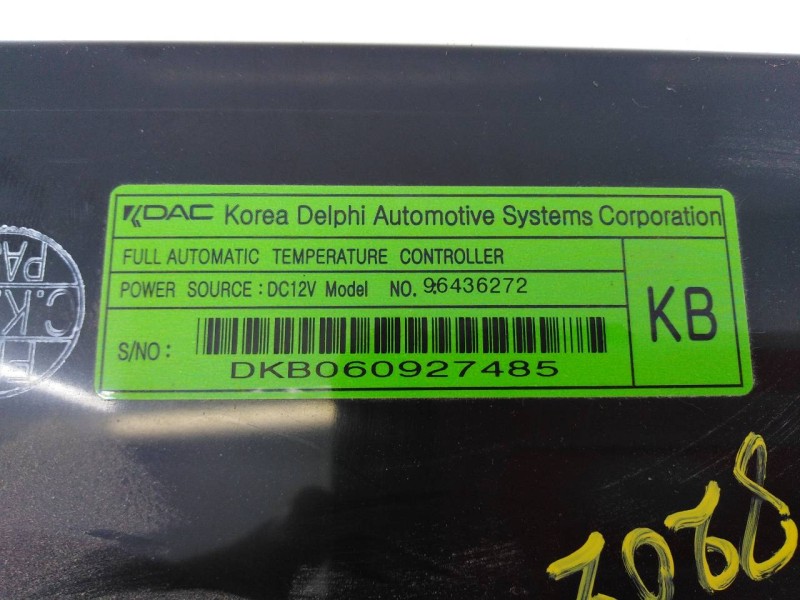 KDAC Korea Delphi Automotive Systems Corporation
FULL AUTOMATIC TEMPERATURE CONTROLLER
POWER SOURCE : DC12V Model NO. 96436272
KB
S/NO :
DKB060927485
C.K.
PA.